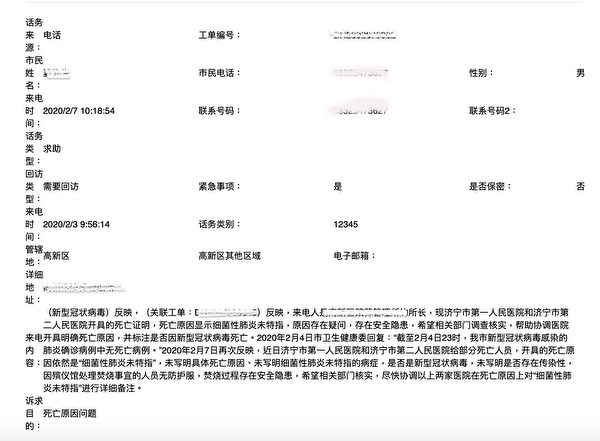 话务
来 电话 工单编号：
源：
市民
姓 市民电话： 性别： 男
名：
来电
时 2020/2/7 10:18:54 联系号码： 联系号码2：
间：
话务
类 求助
型：
回访
类 需要回访 紧急事项： 是 是否保密： 否
型：
来电
时 2020/2/3 9:56:14 话务类别： 12345
间：
管辖 高新区 高新区其他区域 电子邮箱：
地：
详细
地
址：
（新型冠状病毒）反映，（关联工单： ）反映，来电人 的所长，现济宁市第一人民医院和济宁市第
二人民医院开具的死亡证明，死亡原因显示细菌性肺炎未特指，原因存在疑问，存在安全隐患，希望相关部门调查核实，帮助协调医院
来电 开具明确死亡原因，并标注是否因新型冠状病毒死亡。2020年2月4日市卫生健康委回复：“截至2月4日23时，我市新型冠状病毒感染的
内 肺炎确诊病例中无死亡病例。”2020年2月7日再次反映，近日济宁市第一人民医院和济宁市第二人民医院给部分死亡人员，开具的死亡原
容： 因依然是“细菌性肺炎未特指”，未写明具体死亡原因、未写明细菌性肺炎未特指的病症，是否是新型冠状病毒，未写明是否存在传染性，
因殡仪馆处理焚烧事宜的人员无防护服，焚烧过程存在安全隐患，希望相关部门核实，尽快协调以上两家医院在死亡原因上对“细菌性肺
炎未特指”进行详细备注。
诉求
目 死亡原因问题
的：